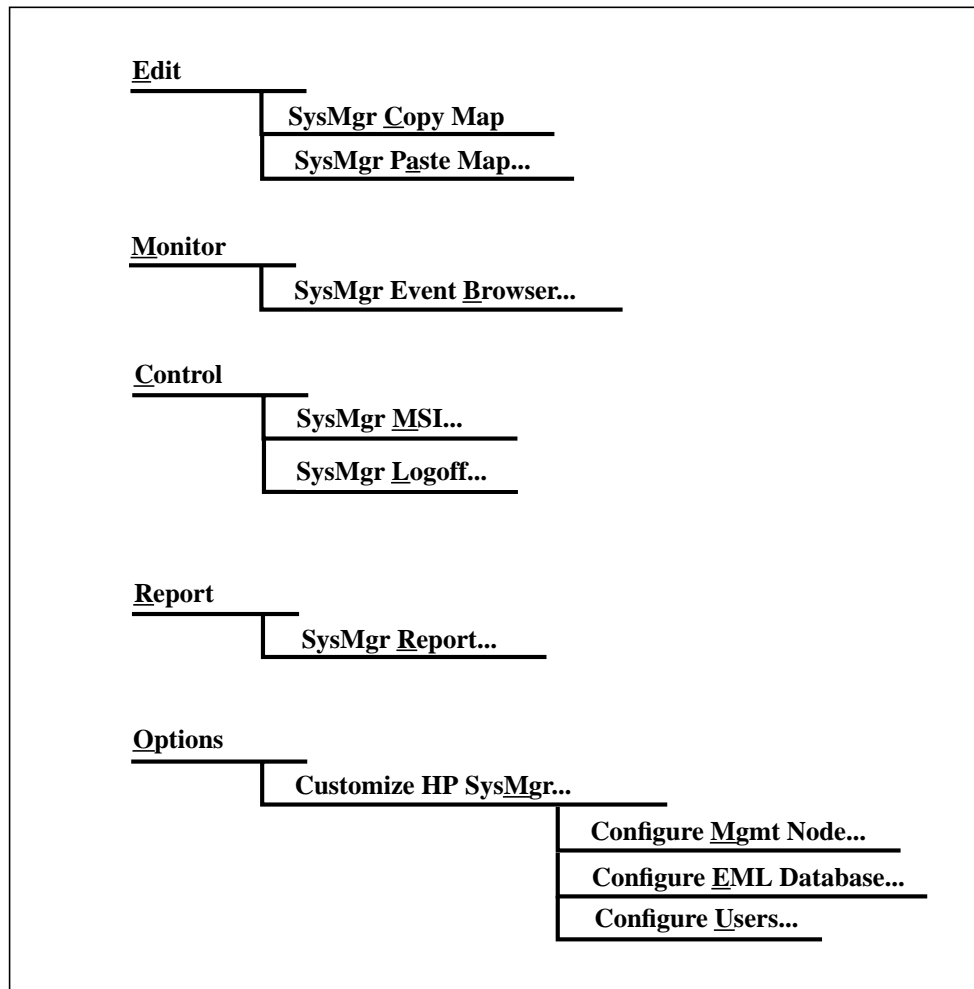 Edit
SysMgr Copy Map
SysMgr Paste Map...
Monitor
SysMgr Event Browser...
Control
SysMgr MSI...
SysMgr Logoff...
Report
SysMgr Report...
Options
Customize HP SysMgr...
Configure Mgmt Node...
Configure EML Database...
Configure Users...